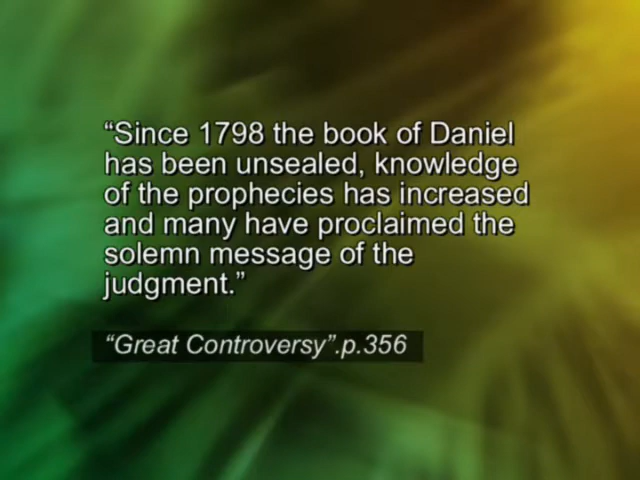 “Since 1798 the book of Daniel
has been unsealed, knowledge
of the prophecies has increased
and many have proclaimed the
solemn message of the
judgment.”
“Great Controversy”.p.356